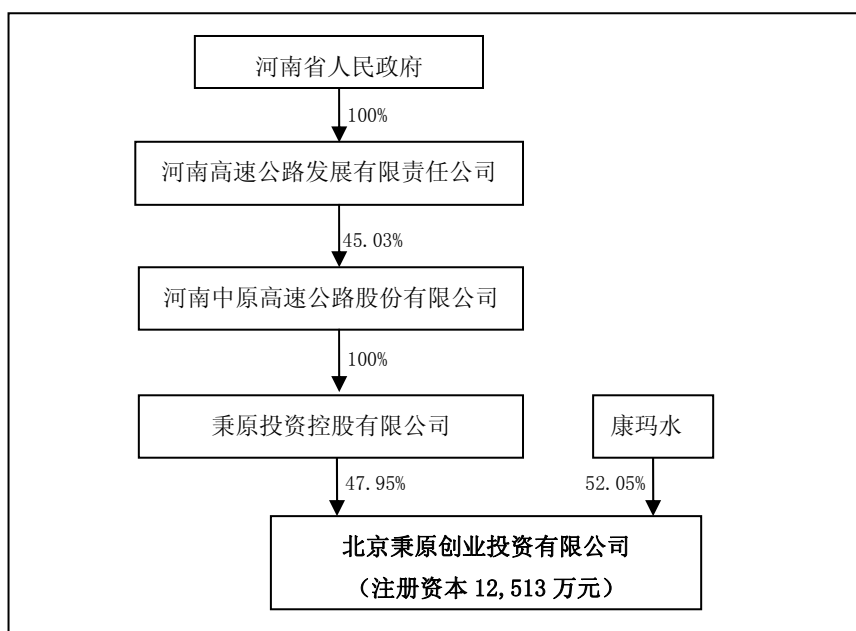 河南省人民政府
100%
河南高速公路发展有限责任公司
45.03%
河南中原高速公路股份有限公司
100%
秉原投资控股有限公司
康玛水
47.95%
52.05%
北京秉原创业投资有限公司
（注册资本 12,513 万元）